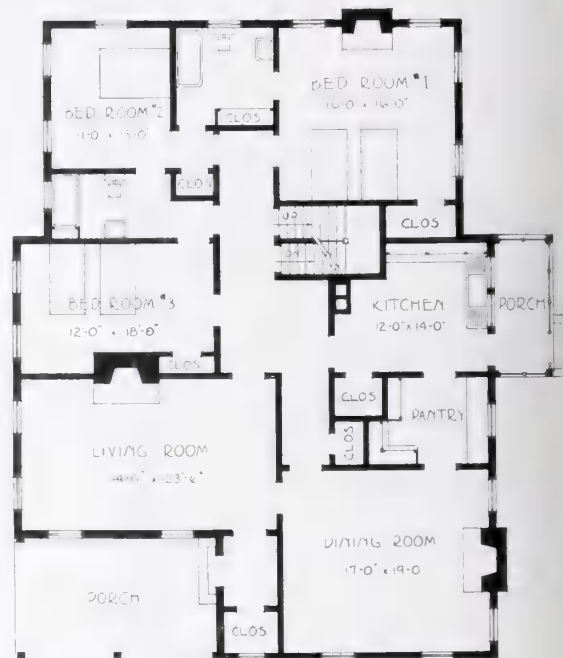 BED ROOM #2
BED ROOM #1
16'-0" x 16'-0"
CLOS
CLOS
CLOS
UP
DN
BED ROOM #3
12'-0" x 18'-0"
KITCHEN
12'-0" x 14'-0"
PORCH
CLOS
CLOS
PANTRY
CLOS
LIVING ROOM
x 23'-6"
DINING ROOM
17'-0" x 19'-0
PORCH
CLOS